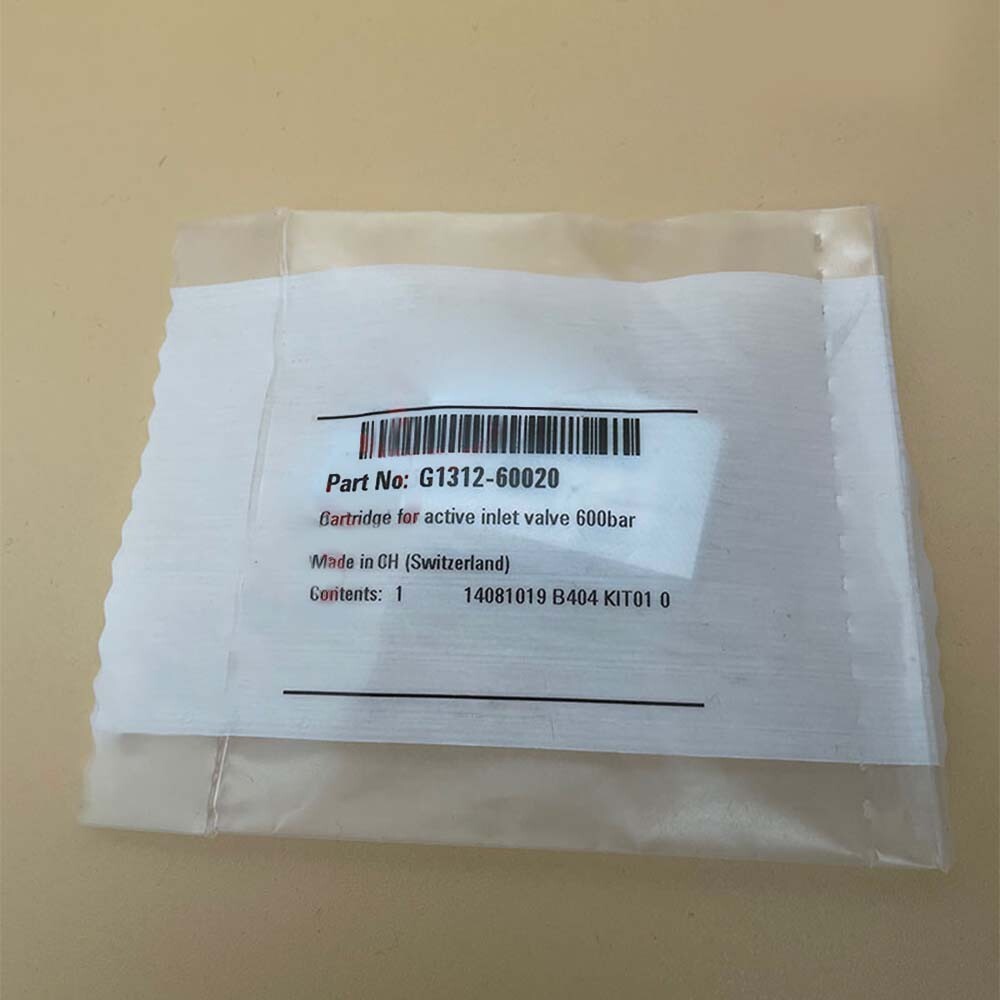 Part No: G1312-60020
Cartridge for active inlet valve 600bar
Made in CH (Switzerland)
Contents: 1 14081019 B404 KIT01 0